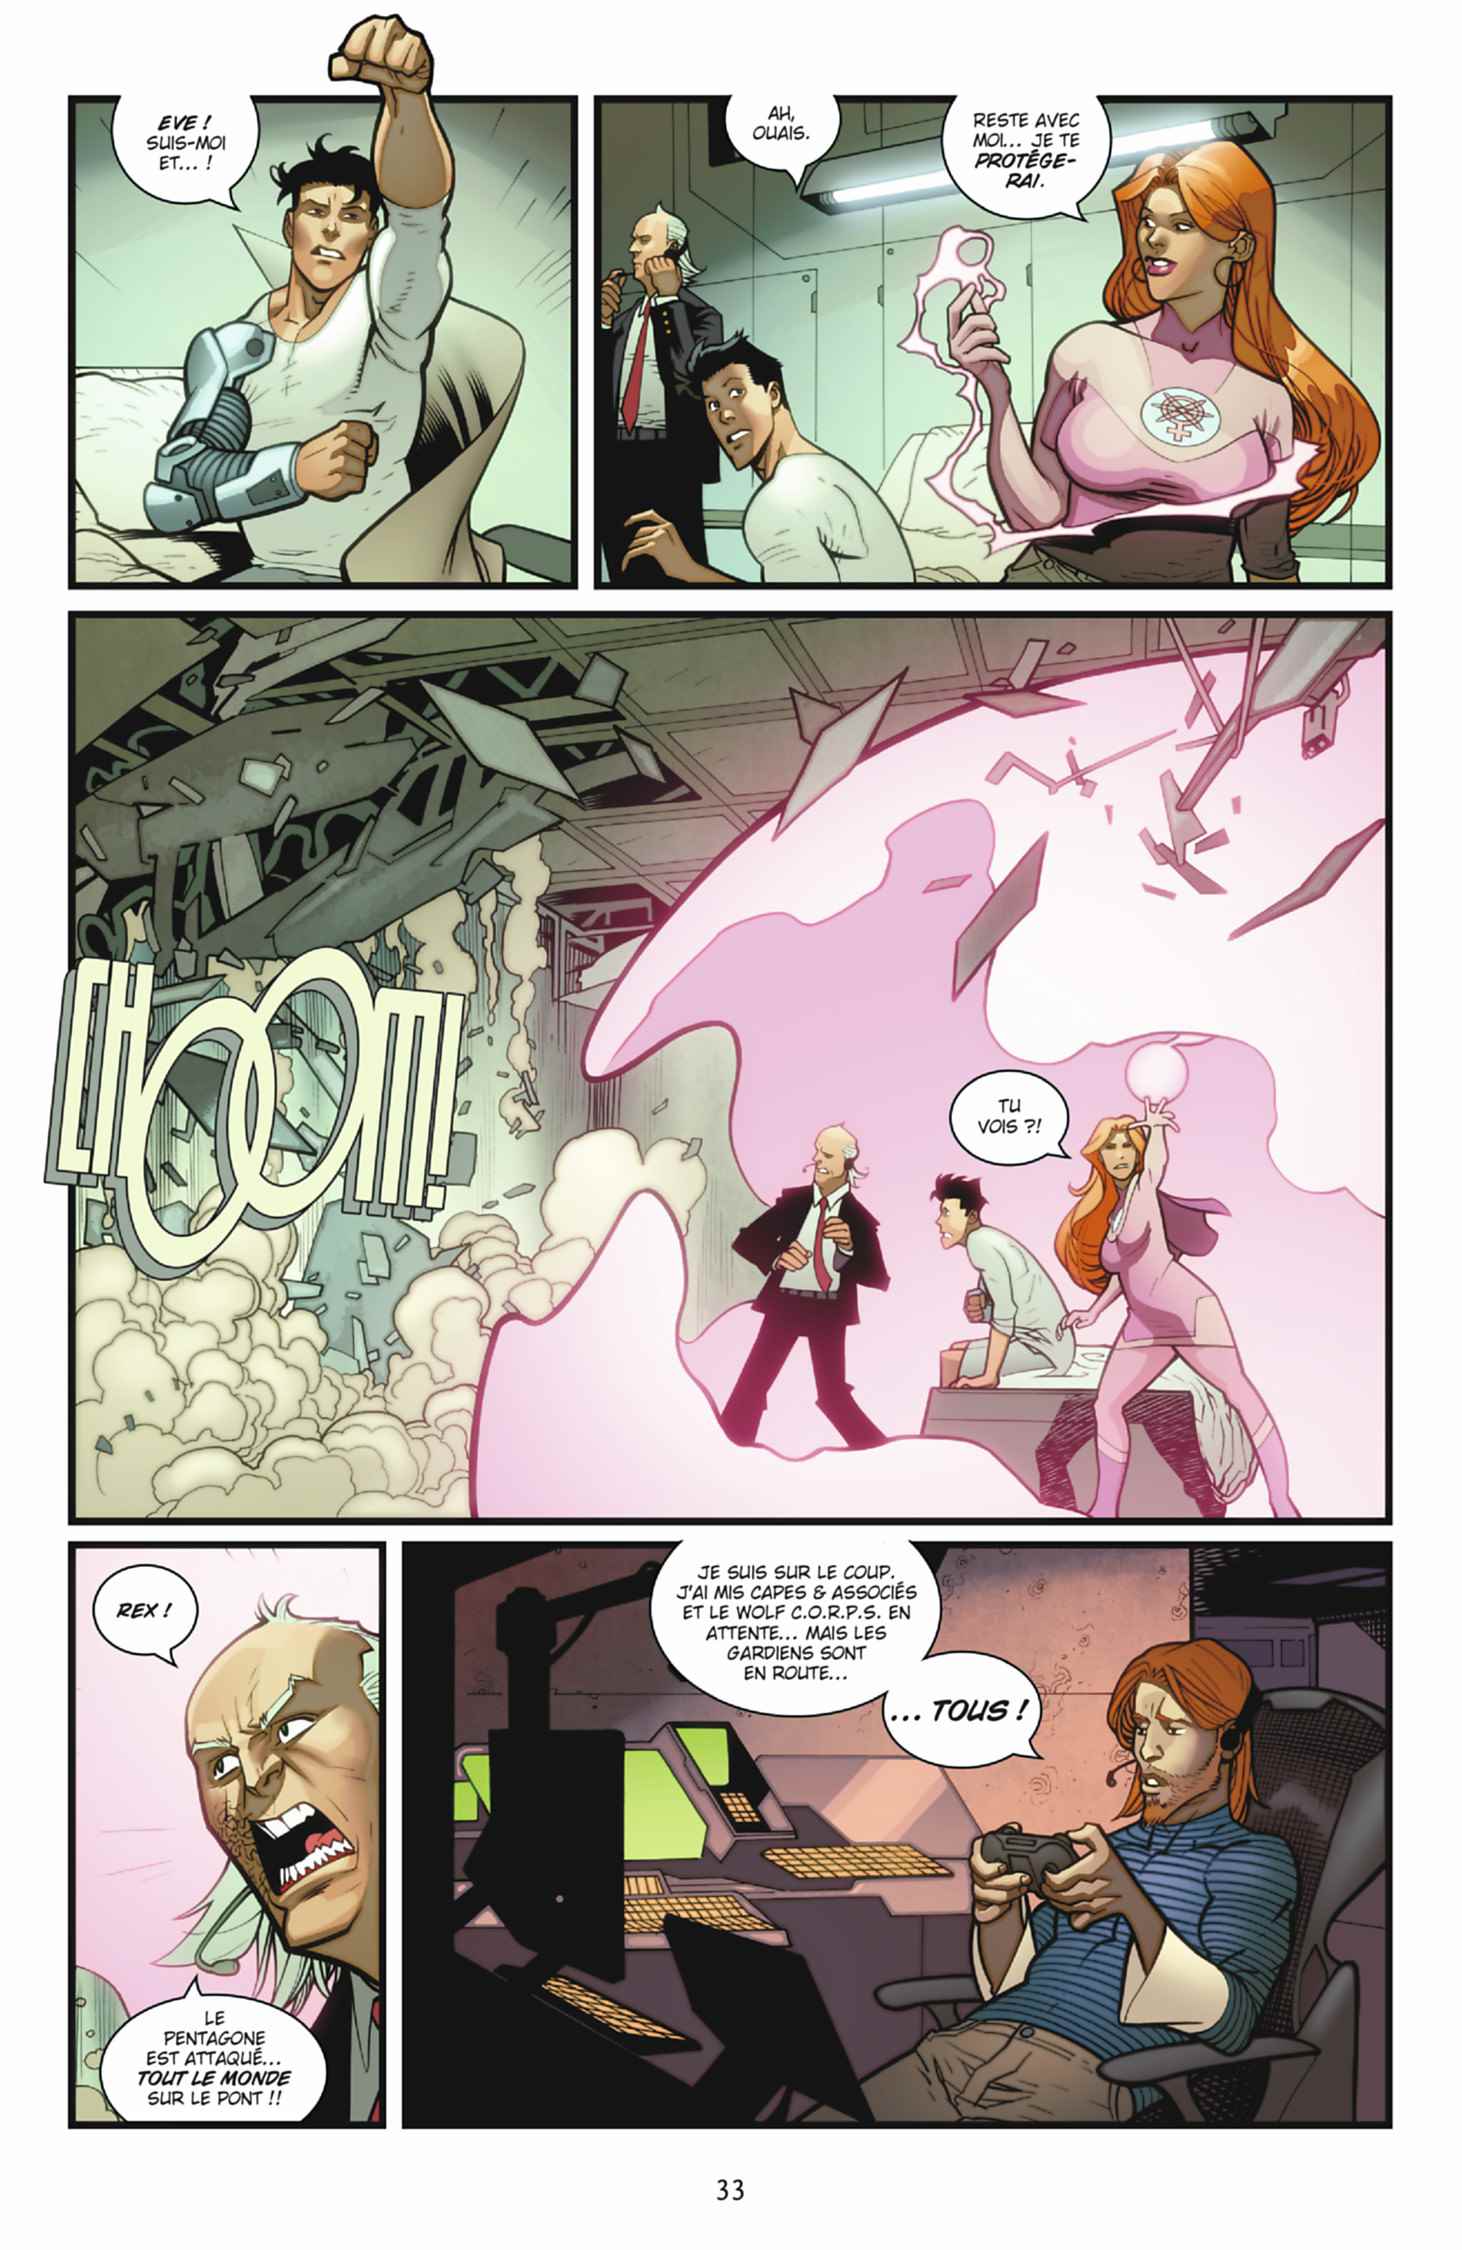 EVE !
SUIS-MOI
ET... !
AH,
OUAIS.
RESTE AVEC
MOI... JE TE
PROTÉGE-
RAI.
CHOOM!
TU
VOIS ?!
REX !
LE
PENTAGONE
EST ATTAQUÉ...
TOUT LE MONDE
SUR LE PONT !!
JE SUIS SUR LE COUP.
J'AI MIS CAPES & ASSOCIÉS
ET LE WOLF C.O.R.P.S. EN
ATTENTE... MAIS LES
GARDIENS SONT
EN ROUTE...
... TOUS !
33